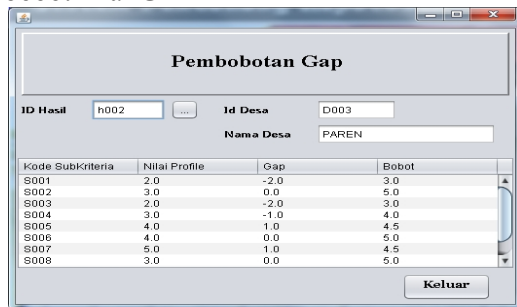 Pembobotan Gap
ID Hasil h002 ... Id Desa D003
Nama Desa PAREN
Kode SubKriteria Nilai Profile Gap Bobot
S001 2.0 -2.0 3.0
S002 3.0 0.0 5.0
S003 2.0 -2.0 3.0
S004 3.0 -1.0 4.0
S005 4.0 1.0 4.5
S006 4.0 0.0 5.0
S007 5.0 1.0 4.5
S008 3.0 0.0 5.0
Keluar